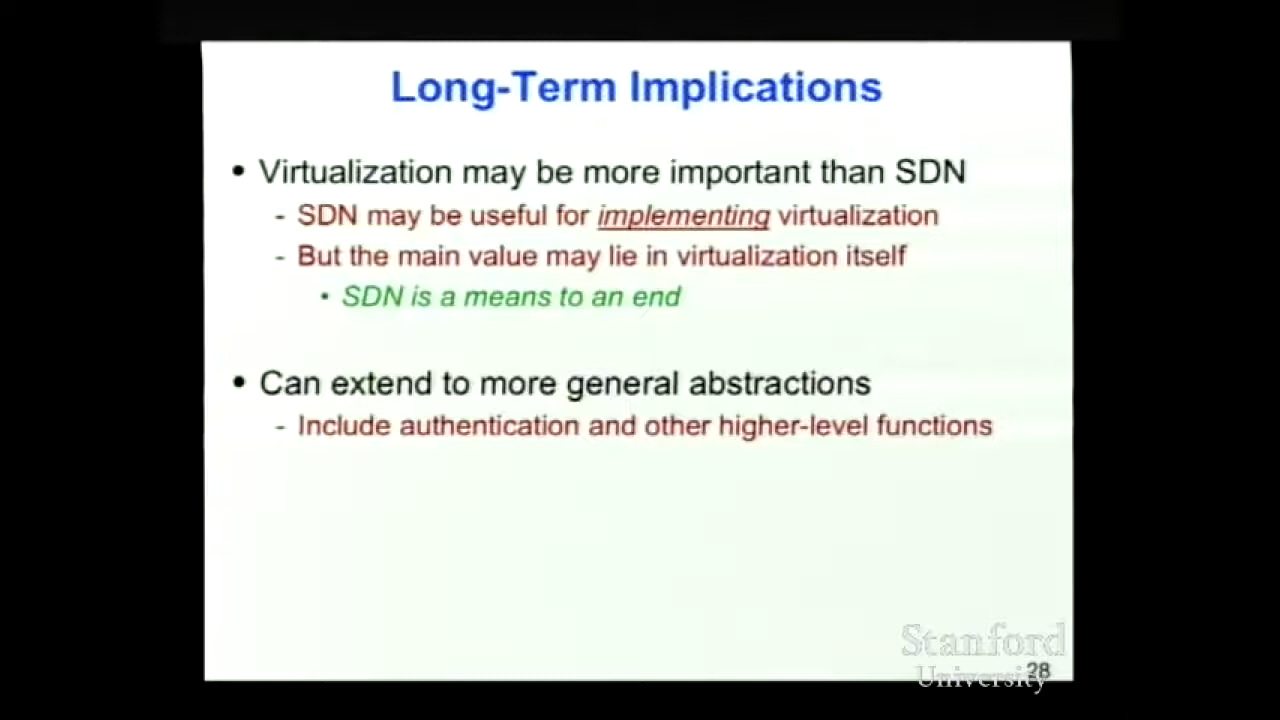 Long-Term Implications
• Virtualization may be more important than SDN
- SDN may be useful for implementing virtualization
- But the main value may lie in virtualization itself
• SDN is a means to an end
• Can extend to more general abstractions
- Include authentication and other higher-level functions
Stanford
University
28